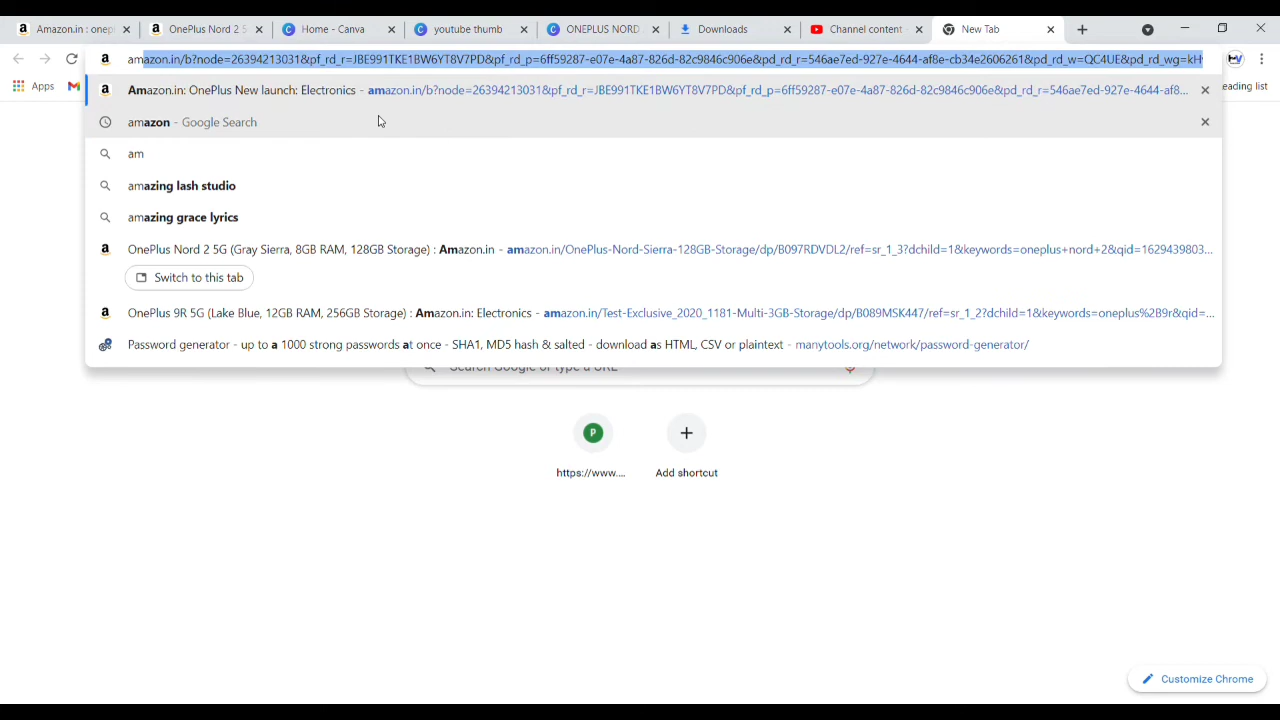 Amazon.in : onep
OnePlus Nord 2 5
Home - Canva
youtube thumb
ONEPLUS NORD
Downloads
Channel content
New Tab
amazon.in/b?node=26394213031&pf_rd_r=JBE991TKE1BW6YT8V7PD&pf_rd_p=6ff59287-e07e-4a87-826d-82c9846c906e&pd_rd_r=546ae7ed-927e-4644-af8e-cb34e2606261&pd_rd_w=QC4UE&pd_rd_wg=kH
Apps
eading list
Amazon.in: OnePlus New launch: Electronics - amazon.in/b?node=26394213031&pf_rd_r=JBE991TKE1BW6YT8V7PD&pf_rd_p=6ff59287-e07e-4a87-826d-82c9846c906e&pd_rd_r=546ae7ed-927e-4644-af8...
amazon - Google Search
am
amazing lash studio
amazing grace lyrics
OnePlus Nord 2 5G (Gray Sierra, 8GB RAM, 128GB Storage) : Amazon.in - amazon.in/OnePlus-Nord-Sierra-128GB-Storage/dp/B097RDVDL2/ref=sr_1_3?dchild=1&keywords=oneplus+nord+2&qid=1629439803...
Switch to this tab
OnePlus 9R 5G (Lake Blue, 12GB RAM, 256GB Storage) : Amazon.in: Electronics - amazon.in/Test-Exclusive_2020_1181-Multi-3GB-Storage/dp/B089MSK447/ref=sr_1_2?dchild=1&keywords=oneplus%2B9r&qid=...
Password generator - up to a 1000 strong passwords at once - SHA1, MD5 hash & salted - download as HTML, CSV or plaintext - manytools.org/network/password-generator/
Search Google or type a URL
P
https://www....
Add shortcut
Customize Chrome